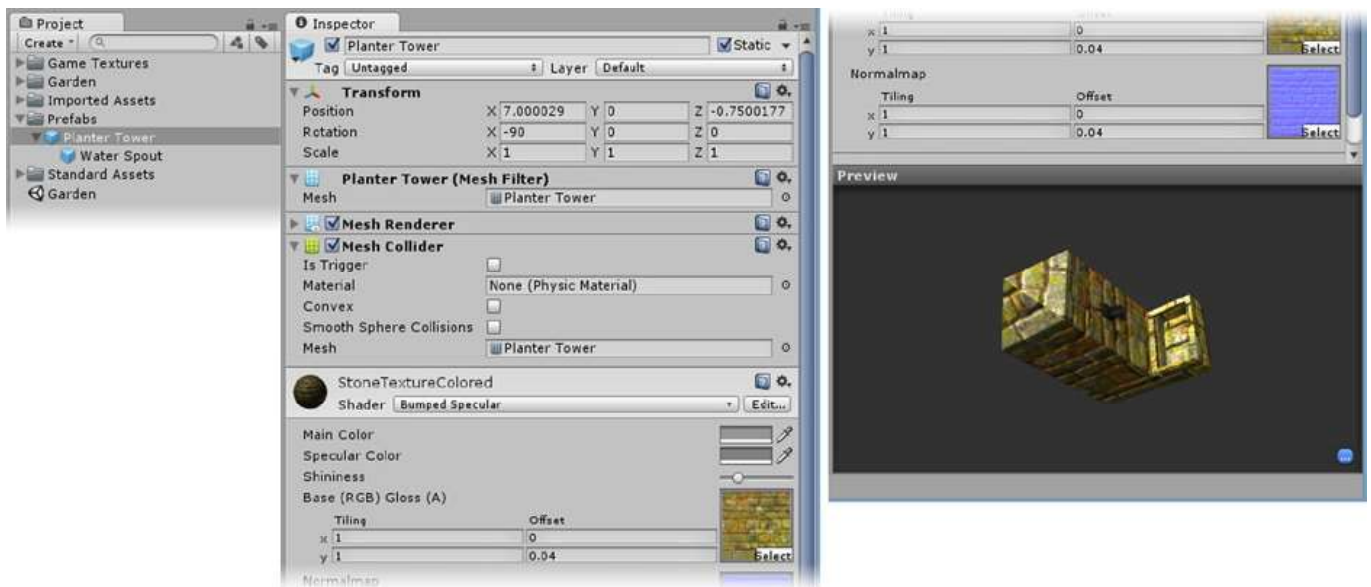 Project
Create
Game Textures
Garden
Imported Assets
Prefabs
Planter Tower
Water Spout
Standard Assets
Garden
Inspector
Planter Tower Static
Tag Untagged Layer Default
Transform
Position X 7.000029 Y 0 Z -0.7500177
Rotation X -90 Y 0 Z 0
Scale X 1 Y 1 Z 1
Planter Tower (Mesh Filter)
Mesh Planter Tower
Mesh Renderer
Mesh Collider
Is Trigger
Material None (Physic Material)
Convex
Smooth Sphere Collisions
Mesh Planter Tower
StoneTextureColored
Shader Bumped Specular Edit...
Main Color
Specular Color
Shininess
Base (RGB) Gloss (A)
Tiling Offset
x 1 0
y 1 0.04
Select
Normalmap
Tiling Offset
x 1 0
y 1 0.04
Select
Normalmap
Tiling Offset
x 1 0
y 1 0.04
Select
Preview